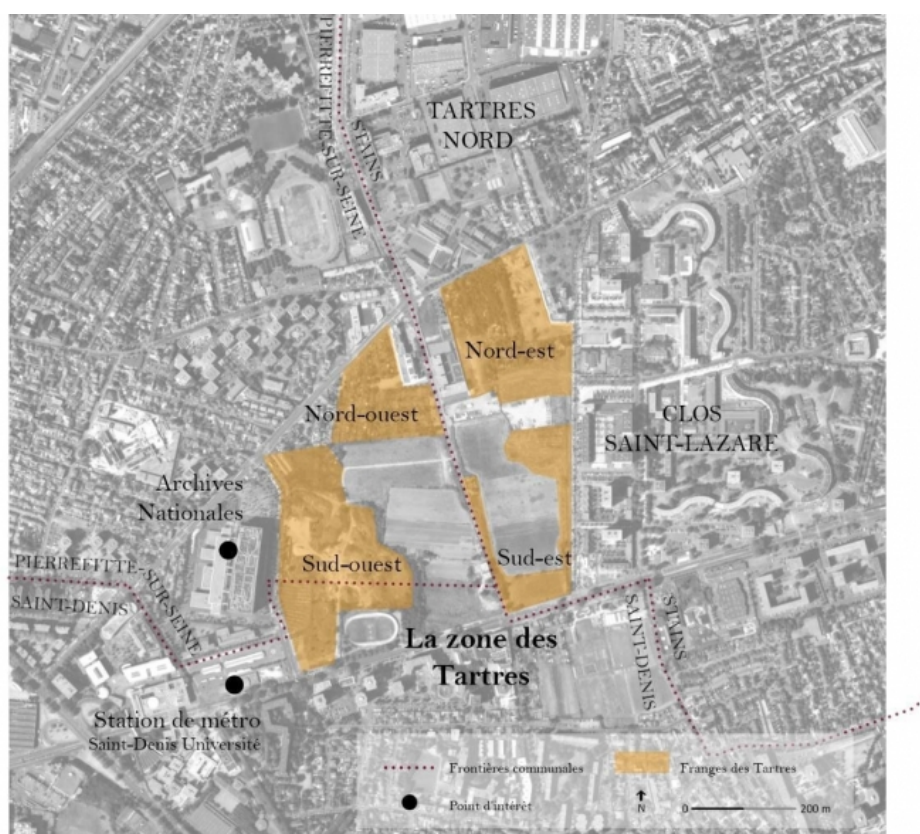 PIERREFITTE-SUR-SEINE
STAINS
TARTRES
NORD
Nord-est
Nord-ouest
CLOS
SAINT-LAZARE
Archives
Nationales
Sud-ouest
Sud-est
PIERREFITTE-SUR-SEINE
SAINT-DENIS
SAINT-DENIS
STAINS
La zone des
Tartres
Station de métro
Saint-Denis Université
Frontières communales
Franges des Tartres
Point d'intérêt
N
0 200 m